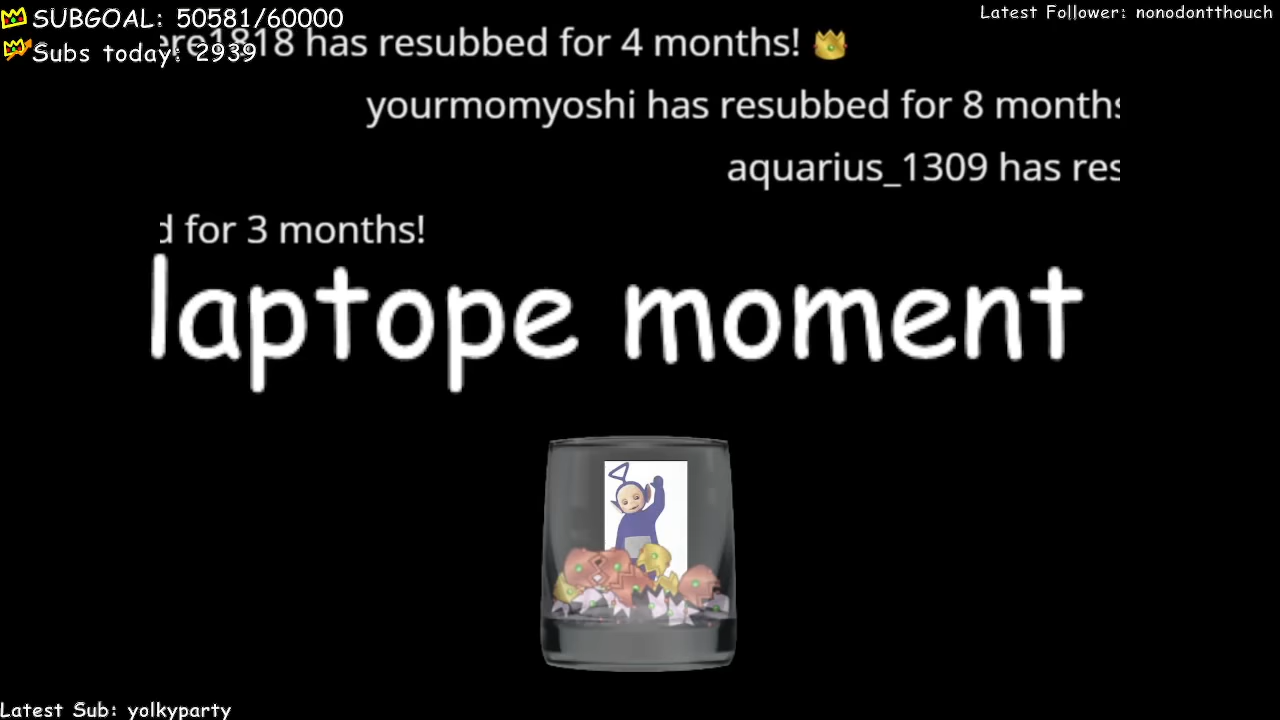 SUBGOAL: 50581/60000
Latest Follower: nonodontthouch
ere1818 has resubbed for 4 months!
Subs today: 2939
yourmomyoshi has resubbed for 8 months
aquarius_1309 has res
d for 3 months!
laptope moment
Latest Sub: yolkyparty